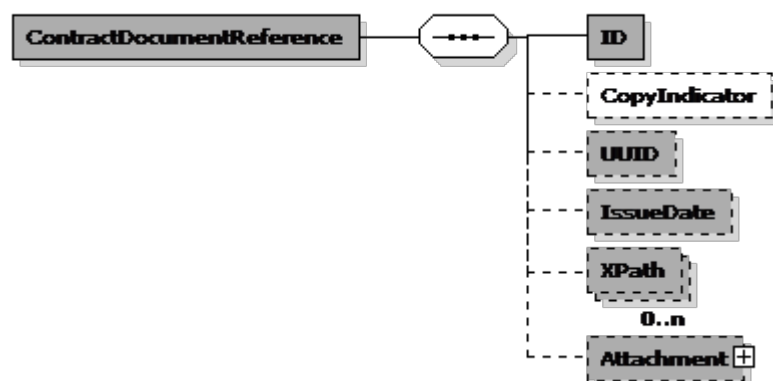 ContractDocumentReference
ID
CopyIndicator
UUID
IssueDate
XPath
0..n
Attachment